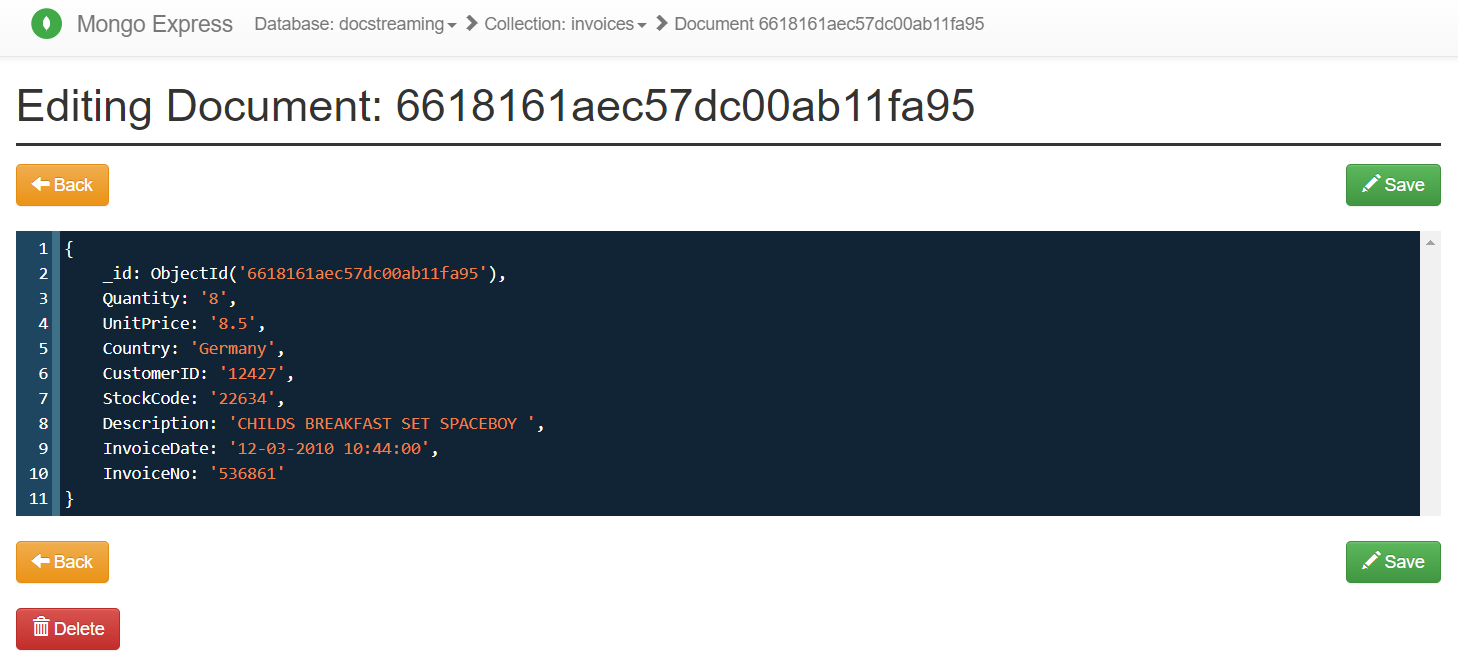 Mongo Express Database: docstreaming Collection: invoices Document 6618161aec57dc00ab11fa95
Editing Document: 6618161aec57dc00ab11fa95
Back Save
1 {
2 _id: ObjectId('6618161aec57dc00ab11fa95'),
3 Quantity: '8',
4 UnitPrice: '8.5',
5 Country: 'Germany',
6 CustomerID: '12427',
7 StockCode: '22634',
8 Description: 'CHILDS BREAKFAST SET SPACEBOY ',
9 InvoiceDate: '12-03-2010 10:44:00',
10 InvoiceNo: '536861'
11 }
Back Save
Delete